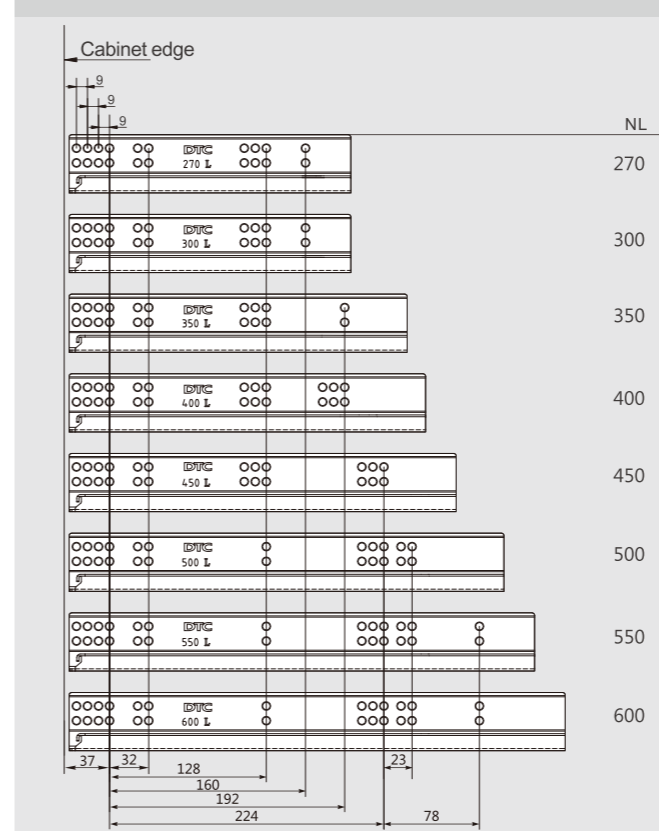 Cabinet edge
9
9
9
NL
DTC
270 L
270
DTC
300 L
300
DTC
350 L
350
DTC
400 L
400
DTC
450 L
450
DTC
500 L
500
DTC
550 L
550
DTC
600 L
600
37 32 23
128
160
192
224 78